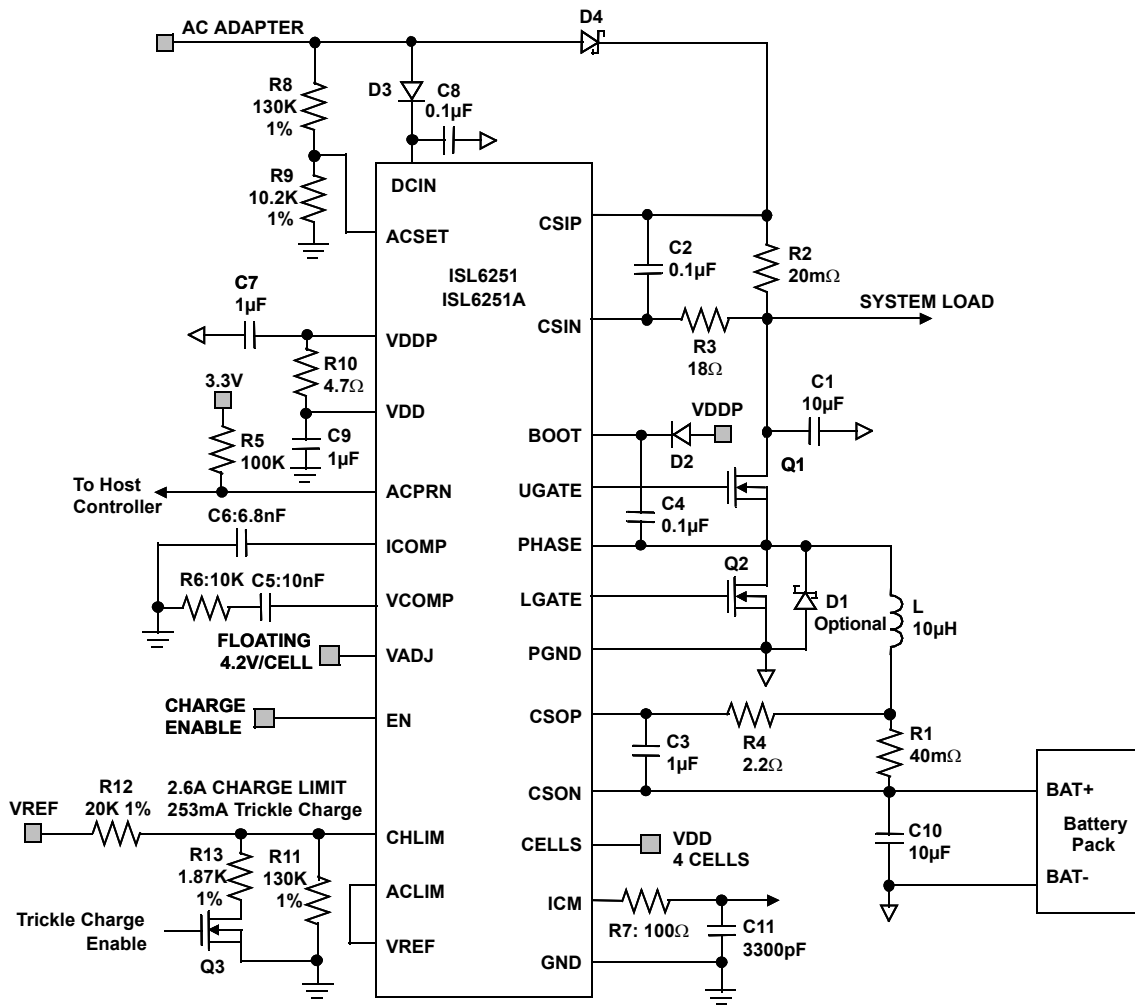 AC ADAPTER
D4
R8
130K
1%
D3
C8
0.1µF
R9
10.2K
1%
DCIN
ACSET
CSIP
C2
0.1µF
R2
20mΩ
ISL6251
ISL6251A
C7
1µF
CSIN
SYSTEM LOAD
R3
18Ω
VDDP
R10
4.7Ω
3.3V
VDD
C1
10µF
R5
100K
C9
1µF
BOOT
VDDP
D2
Q1
To Host
Controller
ACPRN
UGATE
C4
0.1µF
C6:6.8nF
ICOMP
PHASE
Q2
R6:10K
C5:10nF
VCOMP
LGATE
D1
Optional
L
10µH
FLOATING
4.2V/CELL
VADJ
PGND
CHARGE
ENABLE
EN
CSOP
C3
1µF
R4
2.2Ω
R1
40mΩ
R12
20K 1%
2.6A CHARGE LIMIT
253mA Trickle Charge
VREF
CHLIM
CSON
BAT+
Battery
Pack
BAT-
C10
10µF
CELLS
VDD
4 CELLS
R13
1.87K
1%
R11
130K
1%
ACLIM
ICM
R7: 100Ω
C11
3300pF
Trickle Charge
Enable
Q3
VREF
GND